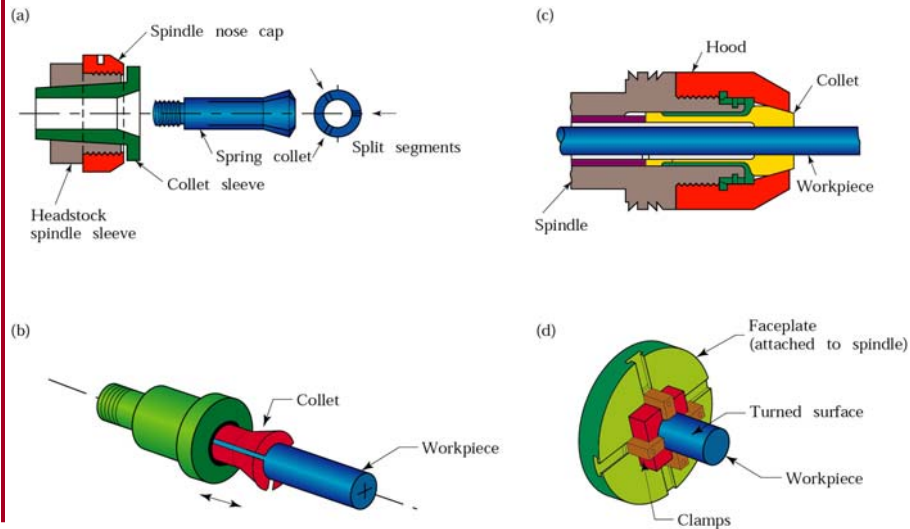 (a)
Spindle nose cap
Spring collet
Split segments
Collet sleeve
Headstock
spindle sleeve
(c)
Hood
Collet
Workpiece
Spindle
(b)
Collet
Workpiece
(d)
Faceplate
(attached to spindle)
Turned surface
Workpiece
Clamps